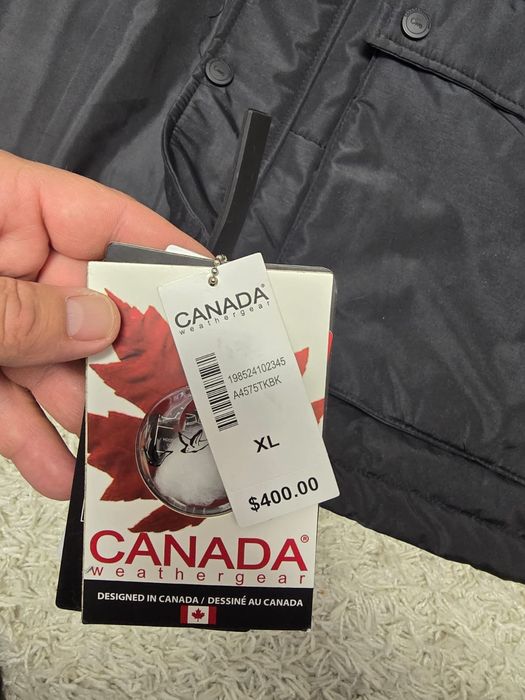 CANADA®
weathergear
198524102345
A4575TKBK
XL
$400.00
CANADA®
weathergear
DESIGNED IN CANADA / DESSINÉ AU CANADA